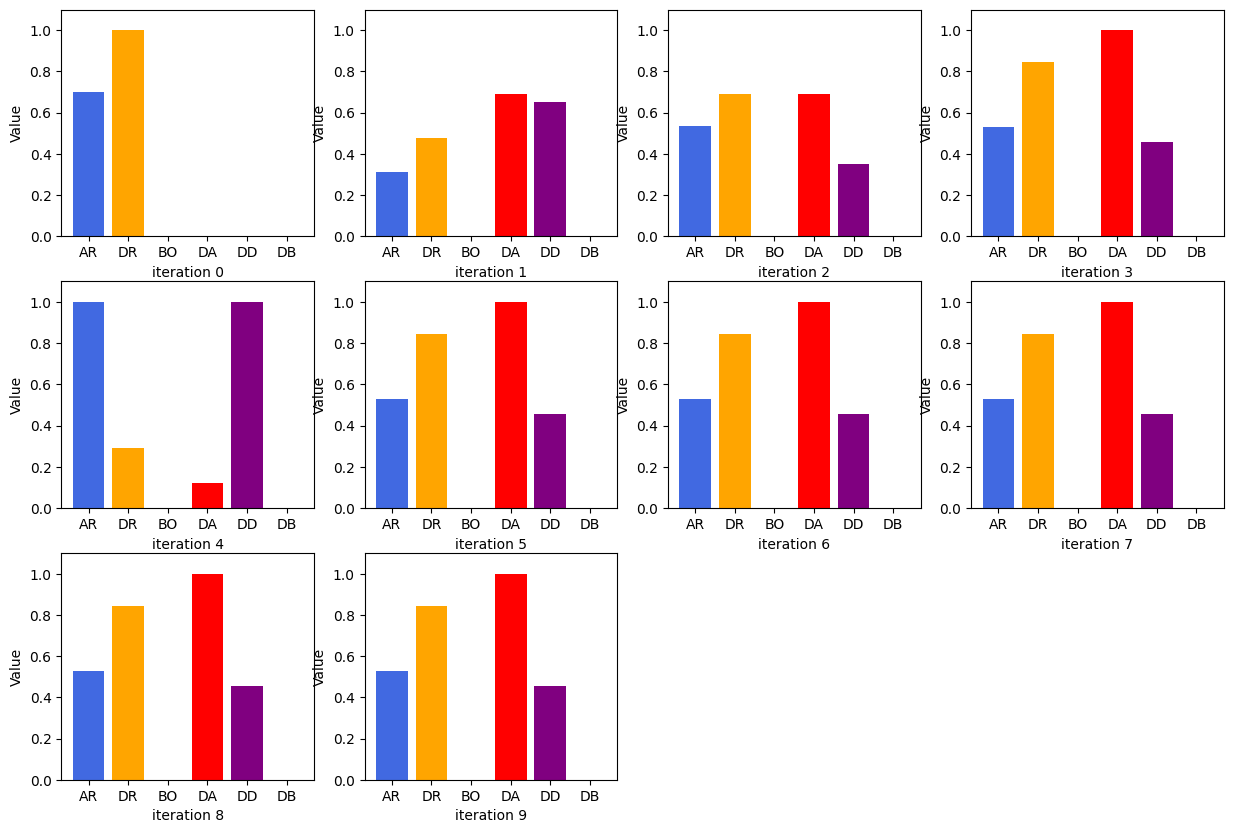 Value
1.0
0.8
0.6
0.4
0.2
0.0
AR DR BO DA DD DB
iteration 0
Value
1.0
0.8
0.6
0.4
0.2
0.0
AR DR BO DA DD DB
iteration 1
Value
1.0
0.8
0.6
0.4
0.2
0.0
AR DR BO DA DD DB
iteration 2
Value
1.0
0.8
0.6
0.4
0.2
0.0
AR DR BO DA DD DB
iteration 3
Value
1.0
0.8
0.6
0.4
0.2
0.0
AR DR BO DA DD DB
iteration 4
Value
1.0
0.8
0.6
0.4
0.2
0.0
AR DR BO DA DD DB
iteration 5
Value
1.0
0.8
0.6
0.4
0.2
0.0
AR DR BO DA DD DB
iteration 6
Value
1.0
0.8
0.6
0.4
0.2
0.0
AR DR BO DA DD DB
iteration 7
Value
1.0
0.8
0.6
0.4
0.2
0.0
AR DR BO DA DD DB
iteration 8
Value
1.0
0.8
0.6
0.4
0.2
0.0
AR DR BO DA DD DB
iteration 9